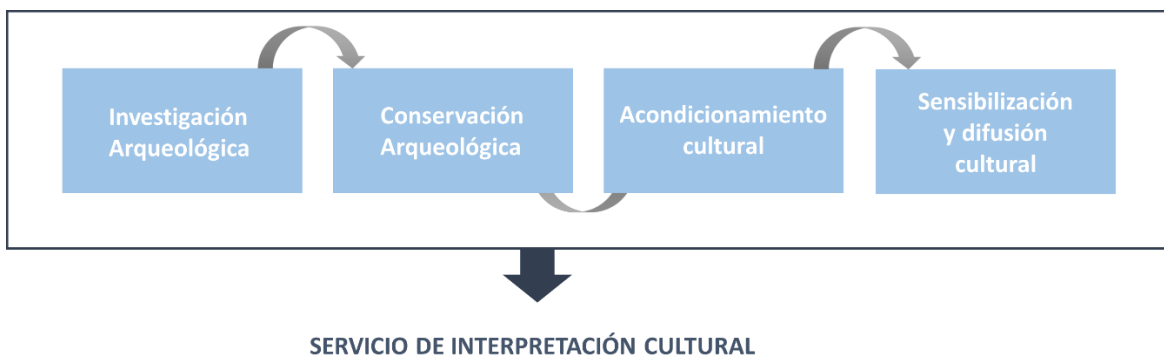 Investigación
Arqueológica
Conservación
Arqueológica
Acondicionamiento
cultural
Sensibilización
y difusión
cultural
SERVICIO DE INTERPRETACIÓN CULTURAL